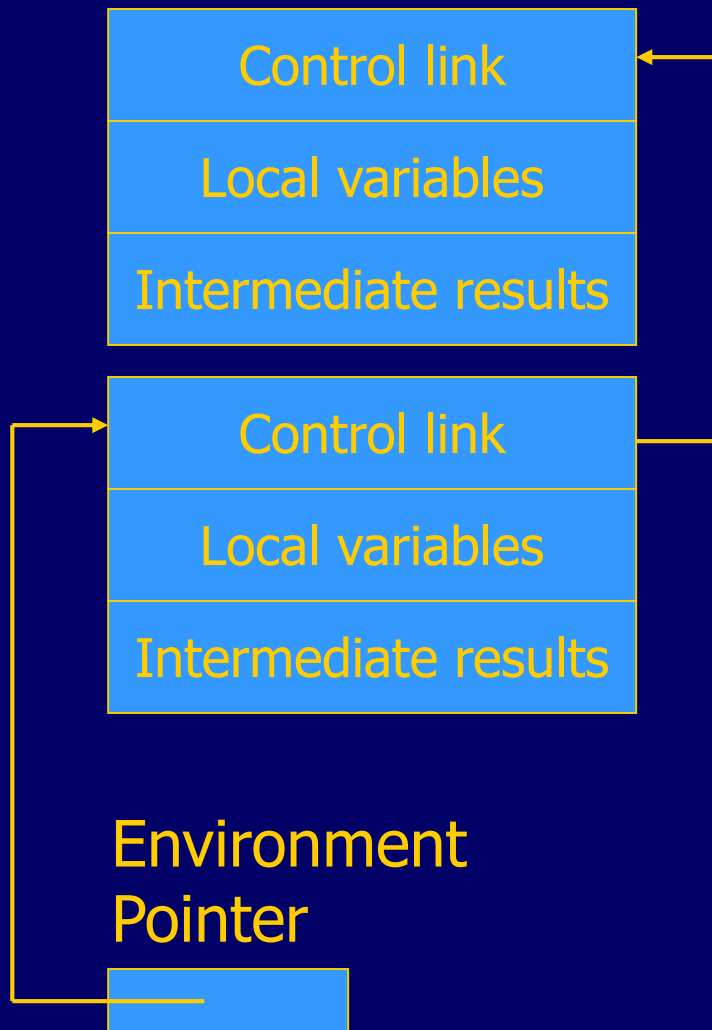 Control link
Local variables
Intermediate results
Control link
Local variables
Intermediate results
Environment
Pointer